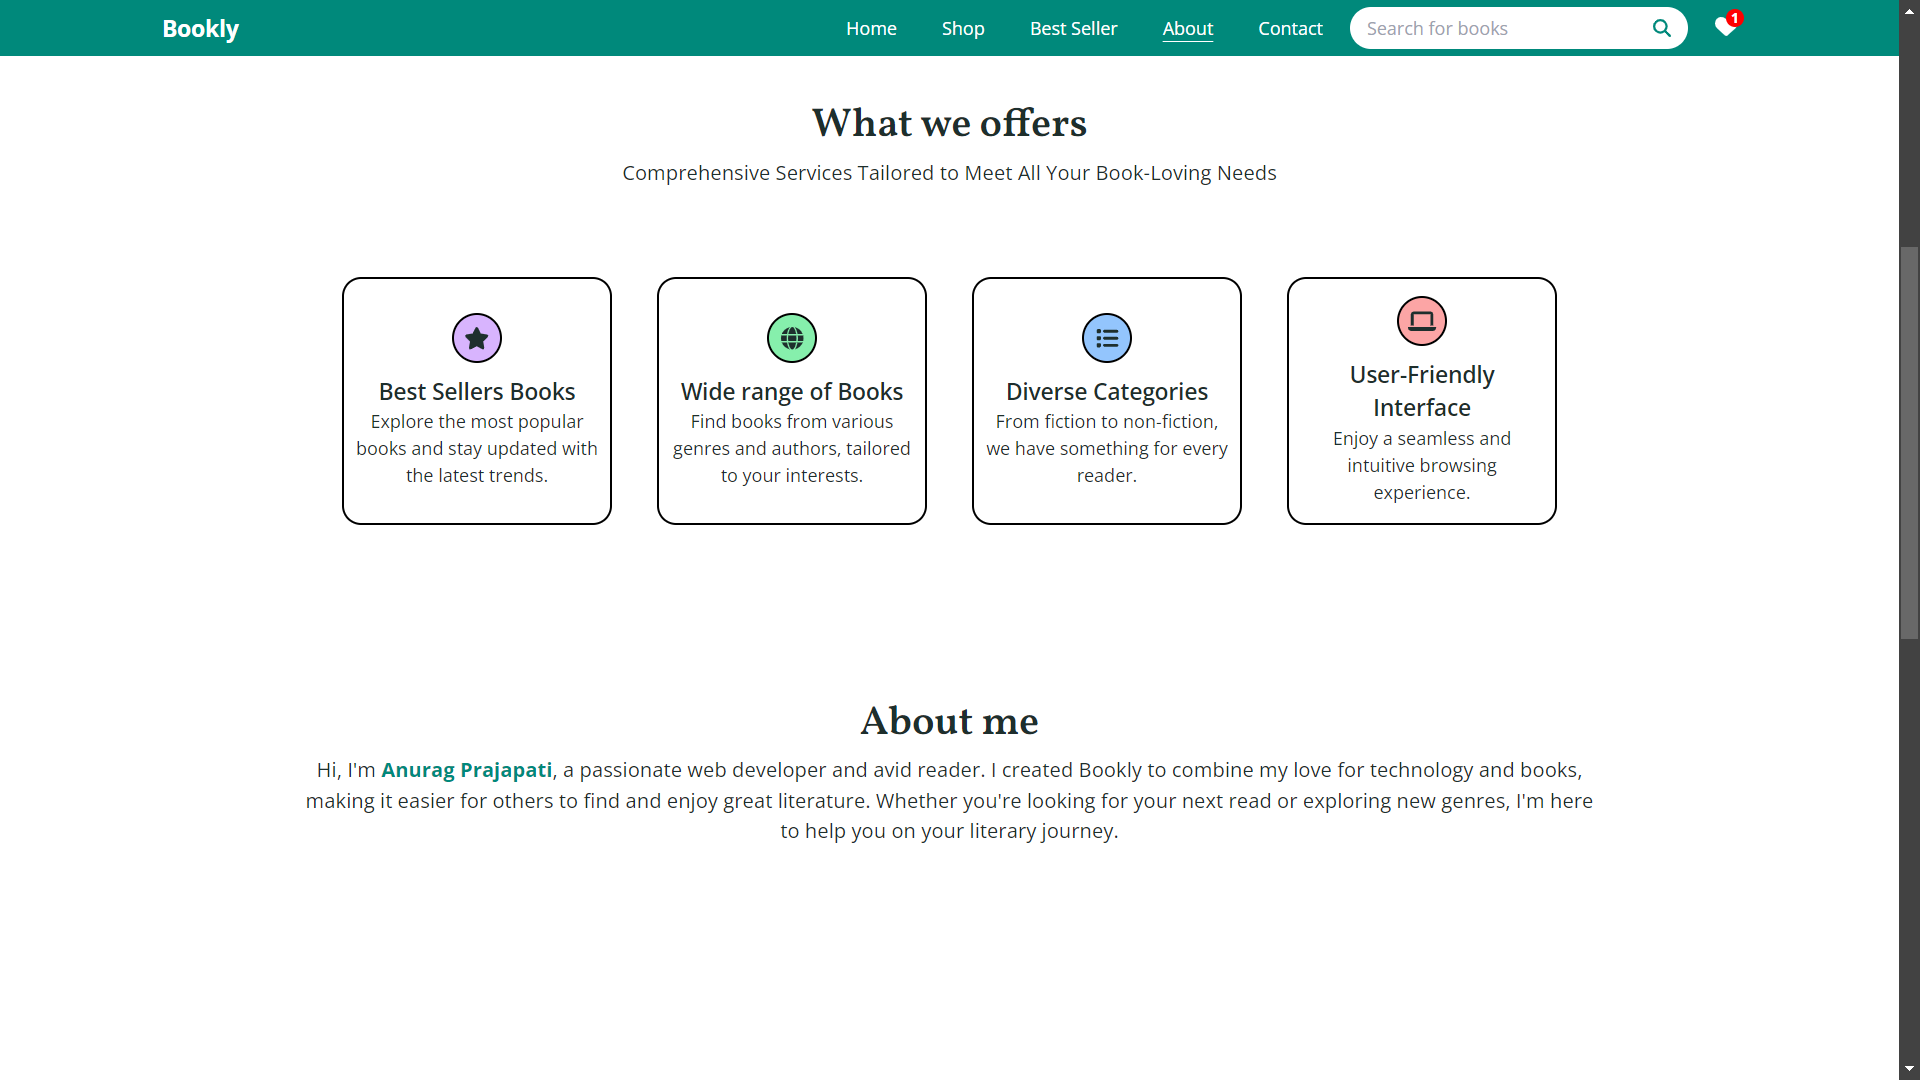 Bookly
Home
Shop
Best Seller
About
Contact
Search for books
1
What we offers
Comprehensive Services Tailored to Meet All Your Book-Loving Needs
Best Sellers Books
Explore the most popular
books and stay updated with
the latest trends.
Wide range of Books
Find books from various
genres and authors, tailored
to your interests.
Diverse Categories
From fiction to non-fiction,
we have something for every
reader.
User-Friendly
Interface
Enjoy a seamless and
intuitive browsing
experience.
About me
Hi, I'm Anurag Prajapati, a passionate web developer and avid reader. I created Bookly to combine my love for technology and books,
making it easier for others to find and enjoy great literature. Whether you're looking for your next read or exploring new genres, I'm here
to help you on your literary journey.